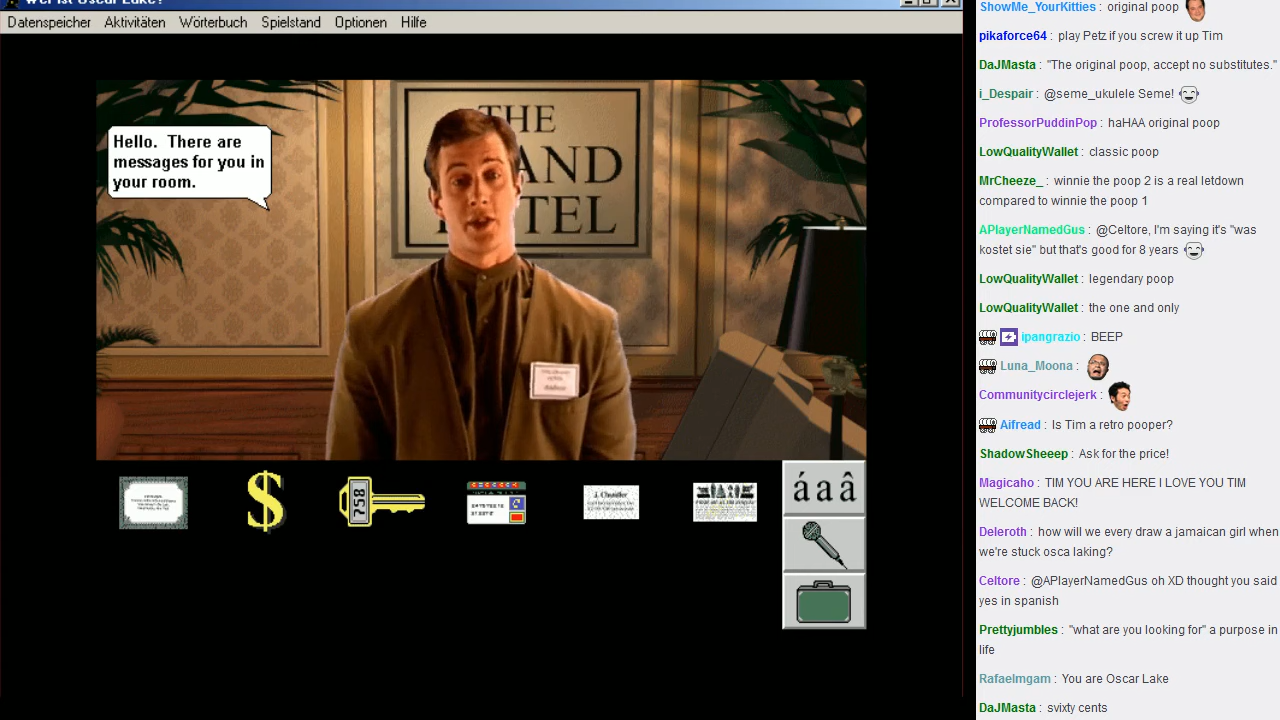 Wer ist Oscar Lake?
Datenspeicher Aktivitäten Wörterbuch Spielstand Optionen Hilfe
THE
GRAND
HOTEL
Hello. There are
messages for you in
your room.
$
758
J. Chandler
á a â
ShowMe_YourKitties : original poop
pikaforce64 : play Petz if you screw it up Tim
DaJMasta : "The original poop, accept no substitutes."
i_Despair : @seme_ukulele Seme!
ProfessorPuddinPop : haHAA original poop
LowQualityWallet : classic poop
MrCheeze_ : winnie the poop 2 is a real letdown
compared to winnie the poop 1
APlayerNamedGus : @Celtore, I'm saying it's "was
kostet sie" but that's good for 8 years
LowQualityWallet : legendary poop
LowQualityWallet : the one and only
ipangrazio : BEEP
Luna_Moona :
Communitycirclejerk :
Aifread : Is Tim a retro pooper?
ShadowSheeep : Ask for the price!
Magicaho : TIM YOU ARE HERE I LOVE YOU TIM
WELCOME BACK!
Deleroth : how will we every draw a jamaican girl when
we're stuck osca laking?
Celtore : @APlayernamedGus oh XD thought you said
yes in spanish
Prettyjumbles : "what are you looking for" a purpose in
life
Rafaelmgam : You are Oscar Lake
DaJMasta : svixty cents